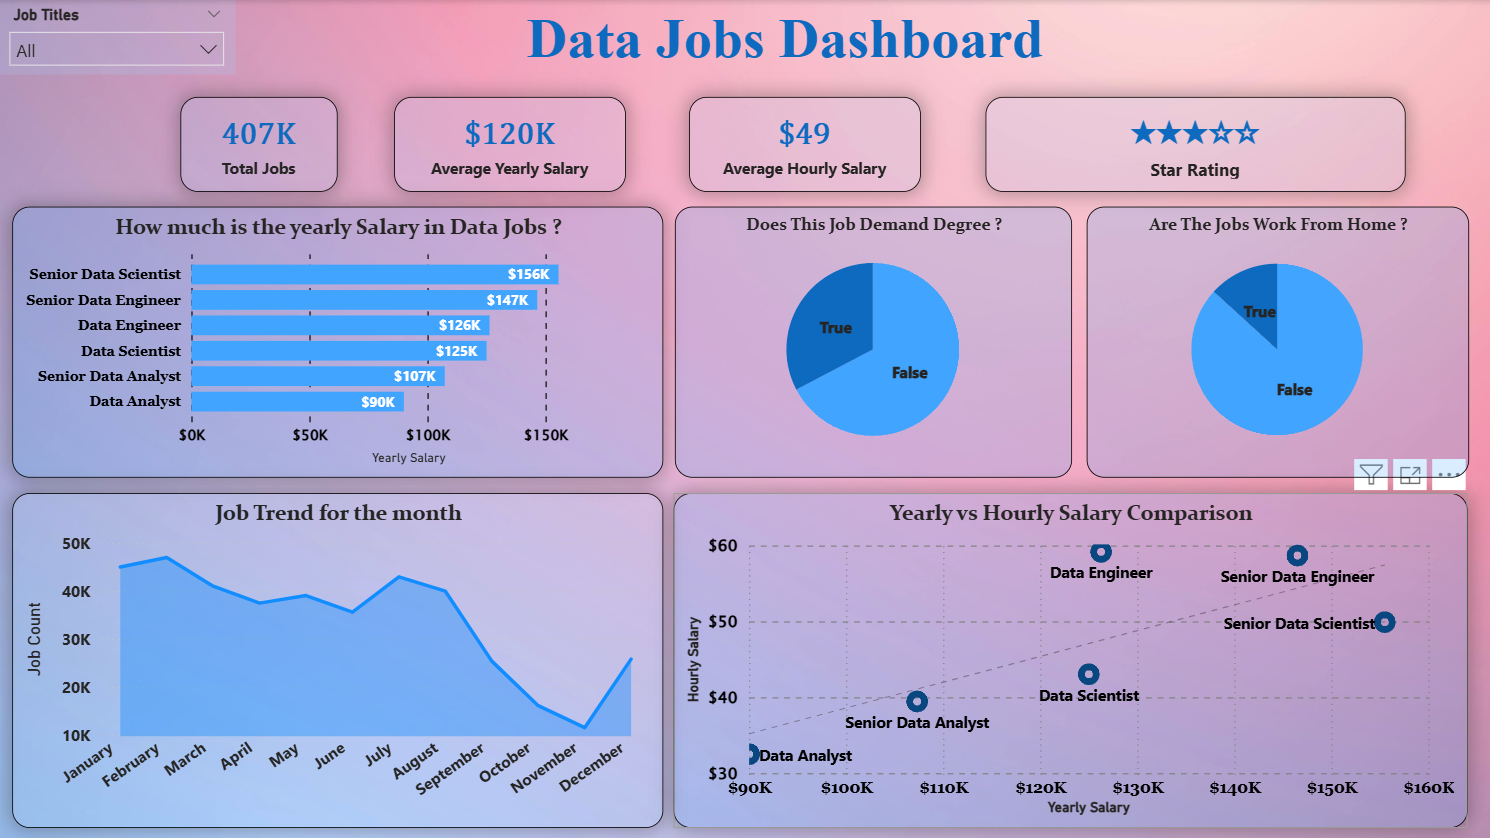 Job Titles
All
Data Jobs Dashboard
407K
Total Jobs
$120K
Average Yearly Salary
$49
Average Hourly Salary
★★★☆☆
Star Rating
How much is the yearly Salary in Data Jobs ?
Senior Data Scientist
$156K
Senior Data Engineer
$147K
Data Engineer
$126K
Data Scientist
$125K
Senior Data Analyst
$107K
Data Analyst
$90K
$0K
$50K
$100K
$150K
Yearly Salary
Does This Job Demand Degree ?
True
False
Are The Jobs Work From Home ?
True
False
Job Trend for the month
50K
40K
30K
20K
10K
Job Count
January
February
March
April
May
June
July
August
September
October
November
December
Yearly vs Hourly Salary Comparison
$60
$50
$40
$30
Hourly Salary
Data Engineer
Senior Data Engineer
Senior Data Scientist
Data Scientist
Senior Data Analyst
Data Analyst
$90K
$100K
$110K
$120K
$130K
$140K
$150K
$160K
Yearly Salary